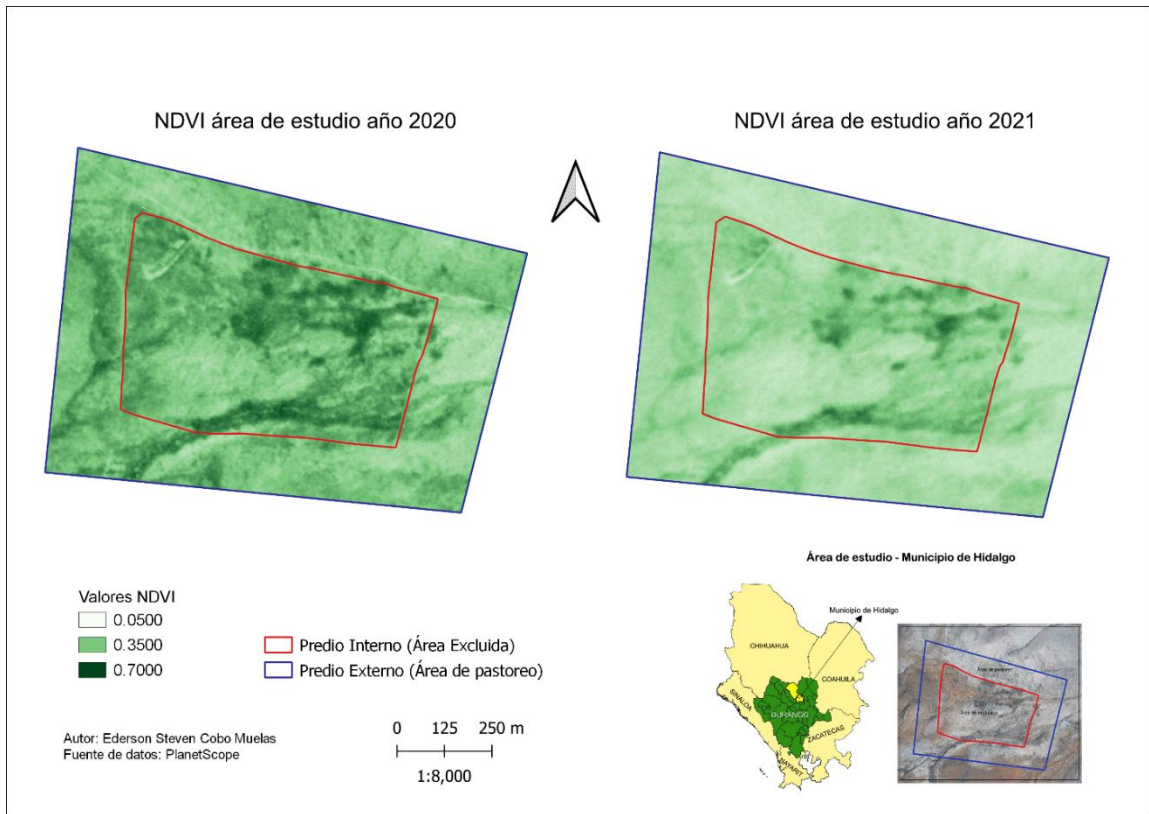 NDVI área de estudio año 2020
NDVI área de estudio año 2021
Valores NDVI
0.0500
0.3500
0.7000
Predio Interno (Área Excluida)
Predio Externo (Área de pastoreo)
Autor: Ederson Steven Cobo Muelas
Fuente de datos: PlanetScope
0 125 250 m
1:8,000
Área de estudio - Municipio de Hidalgo
Municipio de Hidalgo
CHIHUAHUA
COAHUILA
SINALOA
DURANGO
ZACATECAS
NAYARIT
Área de pastoreo